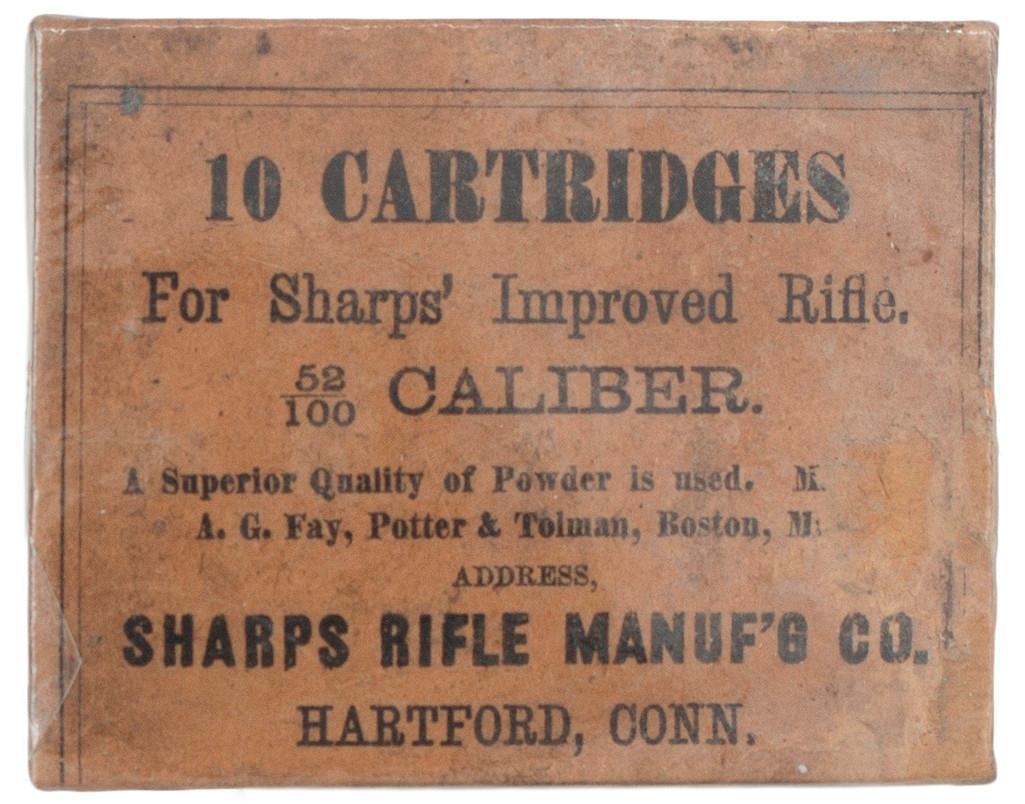 10 CARTRIDGES
For Sharps' Improved Rifle.
52/100 CALIBER.
A Superior Quality of Powder is used.
A. G. Fay, Potter & Tolman, Boston,
ADDRESS,
SHARPS RIFLE MANUF'G CO.
HARTFORD, CONN.